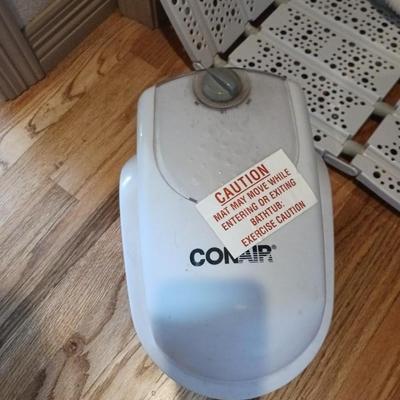 CAUTION
MAT MAY MOVE WHILE
ENTERING OR EXITING
BATHTUB:
EXERCISE CAUTION
CONAIR®